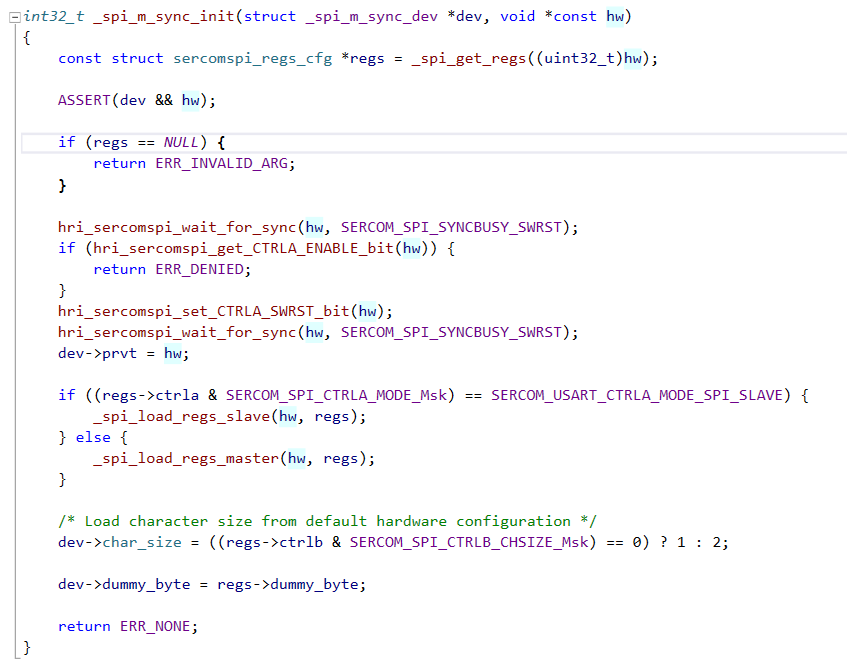 int32_t _spi_m_sync_init(struct _spi_m_sync_dev *dev, void *const hw)
{
    const struct sercomspi_regs_cfg *regs = _spi_get_regs((uint32_t)hw);

    ASSERT(dev && hw);

    if (regs == NULL) {
        return ERR_INVALID_ARG;
    }

    hri_sercomspi_wait_for_sync(hw, SERCOM_SPI_SYNCBUSY_SWRST);
    if (hri_sercomspi_get_CTRLA_ENABLE_bit(hw)) {
        return ERR_DENIED;
    }
    hri_sercomspi_set_CTRLA_SWRST_bit(hw);
    hri_sercomspi_wait_for_sync(hw, SERCOM_SPI_SYNCBUSY_SWRST);
    dev->prvt = hw;

    if ((regs->ctrla & SERCOM_SPI_CTRLA_MODE_Msk) == SERCOM_USART_CTRLA_MODE_SPI_SLAVE) {
        _spi_load_regs_slave(hw, regs);
    } else {
        _spi_load_regs_master(hw, regs);
    }

    /* Load character size from default hardware configuration */
    dev->char_size = ((regs->ctrlb & SERCOM_SPI_CTRLB_CHSIZE_Msk) == 0) ? 1 : 2;

    dev->dummy_byte = regs->dummy_byte;

    return ERR_NONE;
}